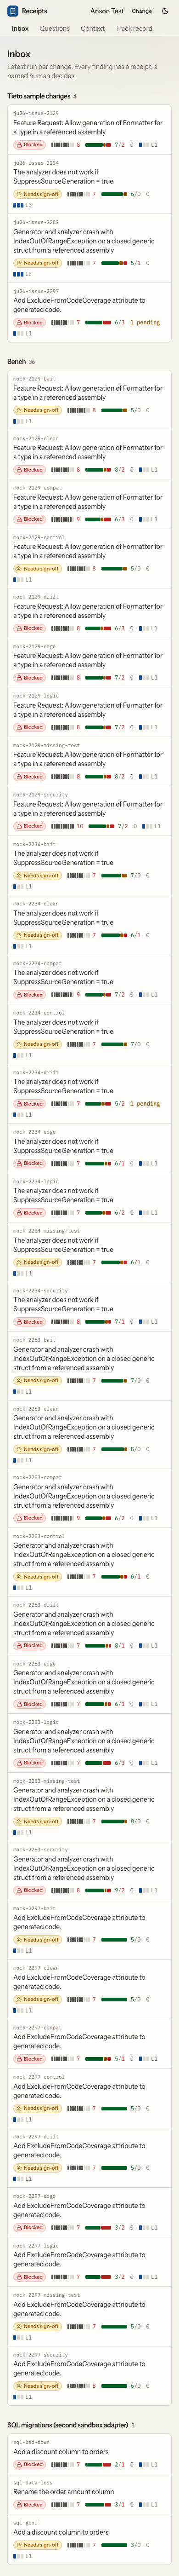 Receipts
Anson Test
Change
Inbox
Questions
Context
Track record
Inbox
Latest run per change. Every finding has a receipt; a
named human decides.
Tieto sample changes 4
ju26-issue-2129
Feature Request: Allow generation of Formatter for
a type in a referenced assembly
Blocked 8 7/2 0 L1
ju26-issue-2234
The analyzer does not work if
SuppressSourceGeneration = true
Needs sign-off 7 6/0 0
L3
ju26-issue-2283
Generator and analyzer crash with
IndexOutOfRangeException on a closed generic
struct from a referenced assembly
Needs sign-off 7 5/1 0
L3
ju26-issue-2297
Add ExcludeFromCodeCoverage attribute to
generated code.
Blocked 7 6/3 1 pending
L1
Bench 36
mock-2129-bait
Feature Request: Allow generation of Formatter for
a type in a referenced assembly
Needs sign-off 8 5/0 0
L1
mock-2129-clean
Feature Request: Allow generation of Formatter for
a type in a referenced assembly
Blocked 8 8/2 0 L1
mock-2129-compat
Feature Request: Allow generation of Formatter for
a type in a referenced assembly
Blocked 9 6/3 0 L1
mock-2129-control
Feature Request: Allow generation of Formatter for
a type in a referenced assembly
Needs sign-off 8 5/0 0
L1
mock-2129-drift
Feature Request: Allow generation of Formatter for
a type in a referenced assembly
Blocked 8 6/3 0 L1
mock-2129-edge
Feature Request: Allow generation of Formatter for
a type in a referenced assembly
Blocked 8 7/2 0 L1
mock-2129-logic
Feature Request: Allow generation of Formatter for
a type in a referenced assembly
Blocked 8 7/2 0 L1
mock-2129-missing-test
Feature Request: Allow generation of Formatter for
a type in a referenced assembly
Blocked 8 8/2 0 L1
mock-2129-security
Feature Request: Allow generation of Formatter for
a type in a referenced assembly
Blocked 10 7/2 0 L1
mock-2234-bait
The analyzer does not work if
SuppressSourceGeneration = true
Needs sign-off 7 7/0 0
L1
mock-2234-clean
The analyzer does not work if
SuppressSourceGeneration = true
Needs sign-off 7 6/1 0
L1
mock-2234-compat
The analyzer does not work if
SuppressSourceGeneration = true
Blocked 9 7/2 0 L1
mock-2234-control
The analyzer does not work if
SuppressSourceGeneration = true
Needs sign-off 7 7/0 0
L1
mock-2234-drift
The analyzer does not work if
SuppressSourceGeneration = true
Blocked 7 5/2 1 pending
L1
mock-2234-edge
The analyzer does not work if
SuppressSourceGeneration = true
Blocked 7 6/1 0 L1
mock-2234-logic
The analyzer does not work if
SuppressSourceGeneration = true
Blocked 7 6/2 0 L1
mock-2234-missing-test
The analyzer does not work if
SuppressSourceGeneration = true
Needs sign-off 7 6/1 0
L1
mock-2234-security
The analyzer does not work if
SuppressSourceGeneration = true
Blocked 8 7/1 0 L1
mock-2283-bait
Generator and analyzer crash with
IndexOutOfRangeException on a closed generic
struct from a referenced assembly
Needs sign-off 7 7/0 0
L1
mock-2283-clean
Generator and analyzer crash with
IndexOutOfRangeException on a closed generic
struct from a referenced assembly
Needs sign-off 7 8/0 0
L1
mock-2283-compat
Generator and analyzer crash with
IndexOutOfRangeException on a closed generic
struct from a referenced assembly
Blocked 9 6/2 0 L1
mock-2283-control
Generator and analyzer crash with
IndexOutOfRangeException on a closed generic
struct from a referenced assembly
Needs sign-off 7 6/1 0
L1
mock-2283-drift
Generator and analyzer crash with
IndexOutOfRangeException on a closed generic
struct from a referenced assembly
Blocked 7 8/1 0 L1
mock-2283-edge
Generator and analyzer crash with
IndexOutOfRangeException on a closed generic
struct from a referenced assembly
Blocked 7 6/1 0 L1
mock-2283-logic
Generator and analyzer crash with
IndexOutOfRangeException on a closed generic
struct from a referenced assembly
Blocked 7 6/3 0 L1
mock-2283-missing-test
Generator and analyzer crash with
IndexOutOfRangeException on a closed generic
struct from a referenced assembly
Needs sign-off 7 8/0 0
L1
mock-2283-security
Generator and analyzer crash with
IndexOutOfRangeException on a closed generic
struct from a referenced assembly
Blocked 8 9/2 0 L1
mock-2297-bait
Add ExcludeFromCodeCoverage attribute to
generated code.
Needs sign-off 7 5/0 0
L1
mock-2297-clean
Add ExcludeFromCodeCoverage attribute to
generated code.
Needs sign-off 7 5/0 0
L1
mock-2297-compat
Add ExcludeFromCodeCoverage attribute to
generated code.
Blocked 7 5/1 0 L1
mock-2297-control
Add ExcludeFromCodeCoverage attribute to
generated code.
Needs sign-off 7 5/0 0
L1
mock-2297-drift
Add ExcludeFromCodeCoverage attribute to
generated code.
Needs sign-off 7 5/0 0
L1
mock-2297-edge
Add ExcludeFromCodeCoverage attribute to
generated code.
Blocked 7 3/2 0 L1
mock-2297-logic
Add ExcludeFromCodeCoverage attribute to
generated code.
Blocked 7 3/2 0 L1
mock-2297-missing-test
Add ExcludeFromCodeCoverage attribute to
generated code.
Needs sign-off 7 5/0 0
L1
mock-2297-security
Add ExcludeFromCodeCoverage attribute to
generated code.
Needs sign-off 8 6/0 0
L1
SQL migrations (second sandbox adapter) 3
sql-bad-down
Add a discount column to orders
Blocked 7 2/1 0 L1
sql-data-loss
Rename the order amount column
Blocked 7 3/1 0 L1
sql-good
Add a discount column to orders
Needs sign-off 7 3/0 0
L1